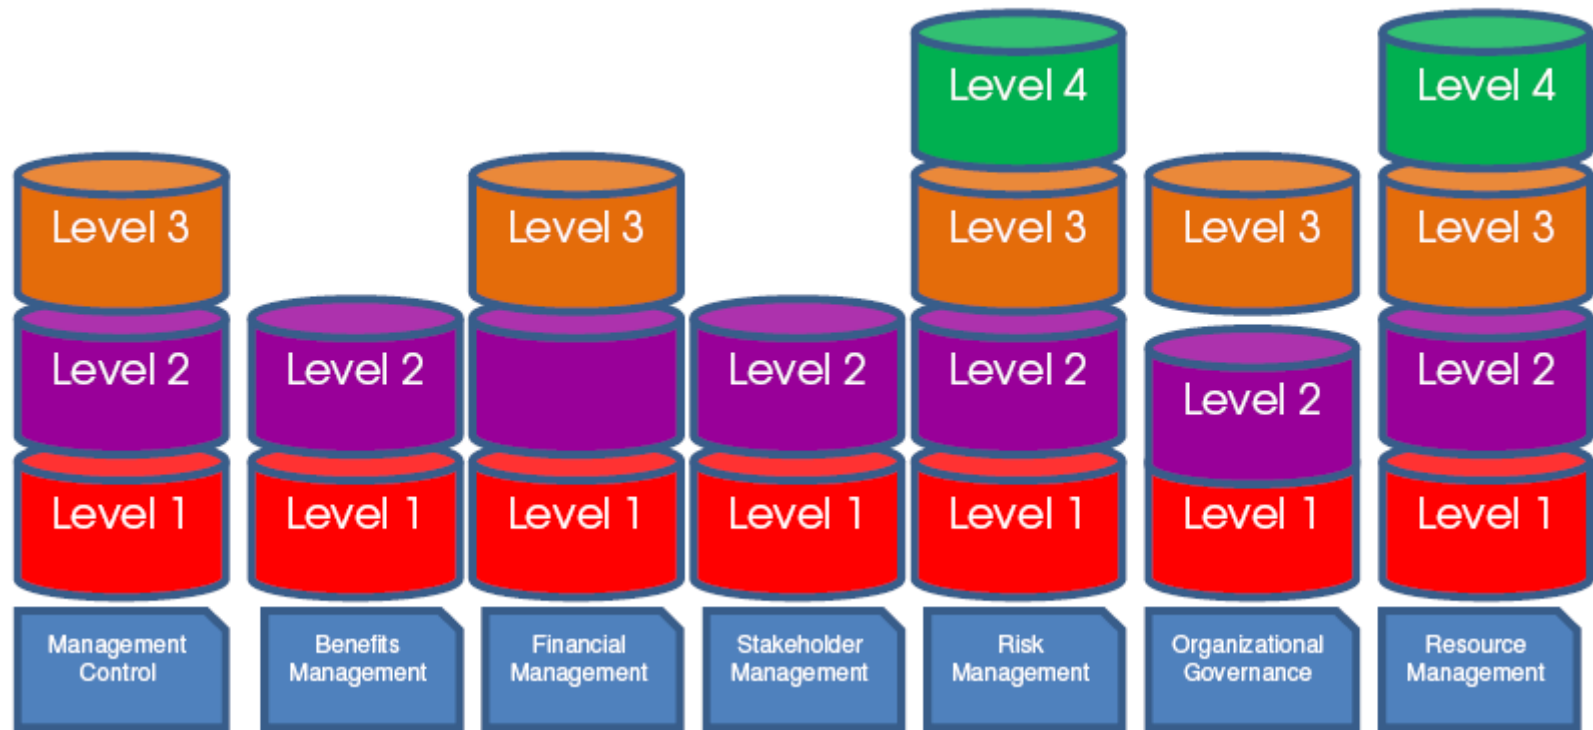 Level 4
Level 4
Level 3
Level 3
Level 3
Level 3
Level 3
Level 2
Level 2
Level 2
Level 2
Level 2
Level 2
Level 1
Level 1
Level 1
Level 1
Level 1
Level 1
Level 1
Management
Control
Benefits
Management
Financial
Management
Stakeholder
Management
Risk
Management
Organizational
Governance
Resource
Management